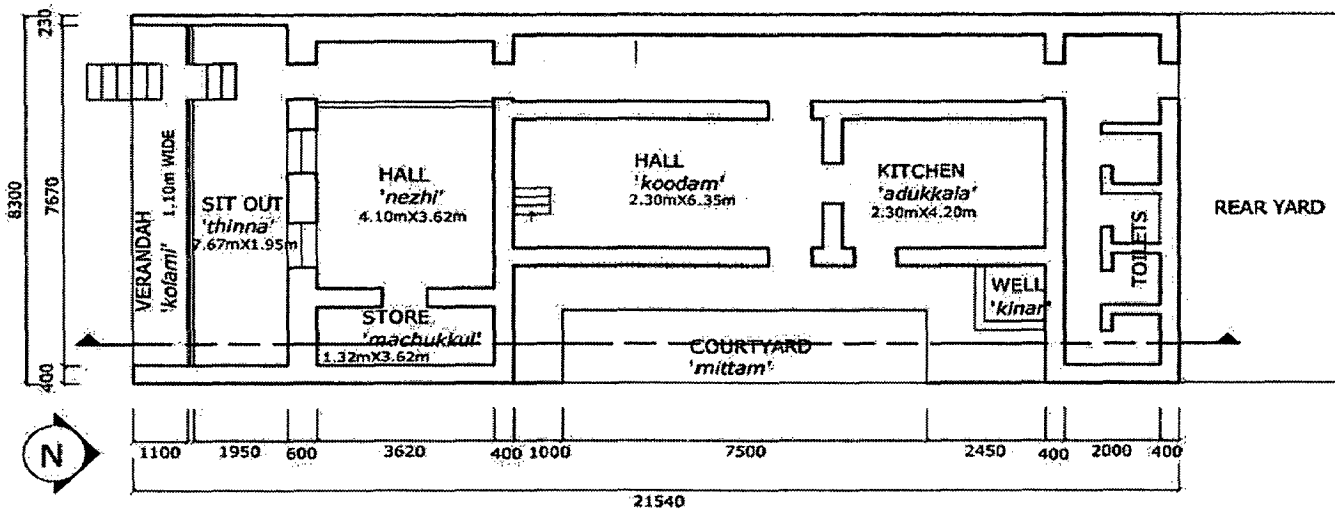 230
8300
7670
400
VERANDAH
'kolami'
1.10m WIDE
SIT OUT
'thinna'
7.67mX1.95m
HALL
'nezhi'
4.10mX3.62m
STORE
'machukkul'
1.32mX3.62m
HALL
'koodam'
2.30mX6.35m
KITCHEN
'adukkala'
2.30mX4.20m
WELL
'kinar'
COURTYARD
'mittam'
TOILETS
REAR YARD
N
1100 1950 600 3620 400 1000 7500 2450 400 2000 400
21540